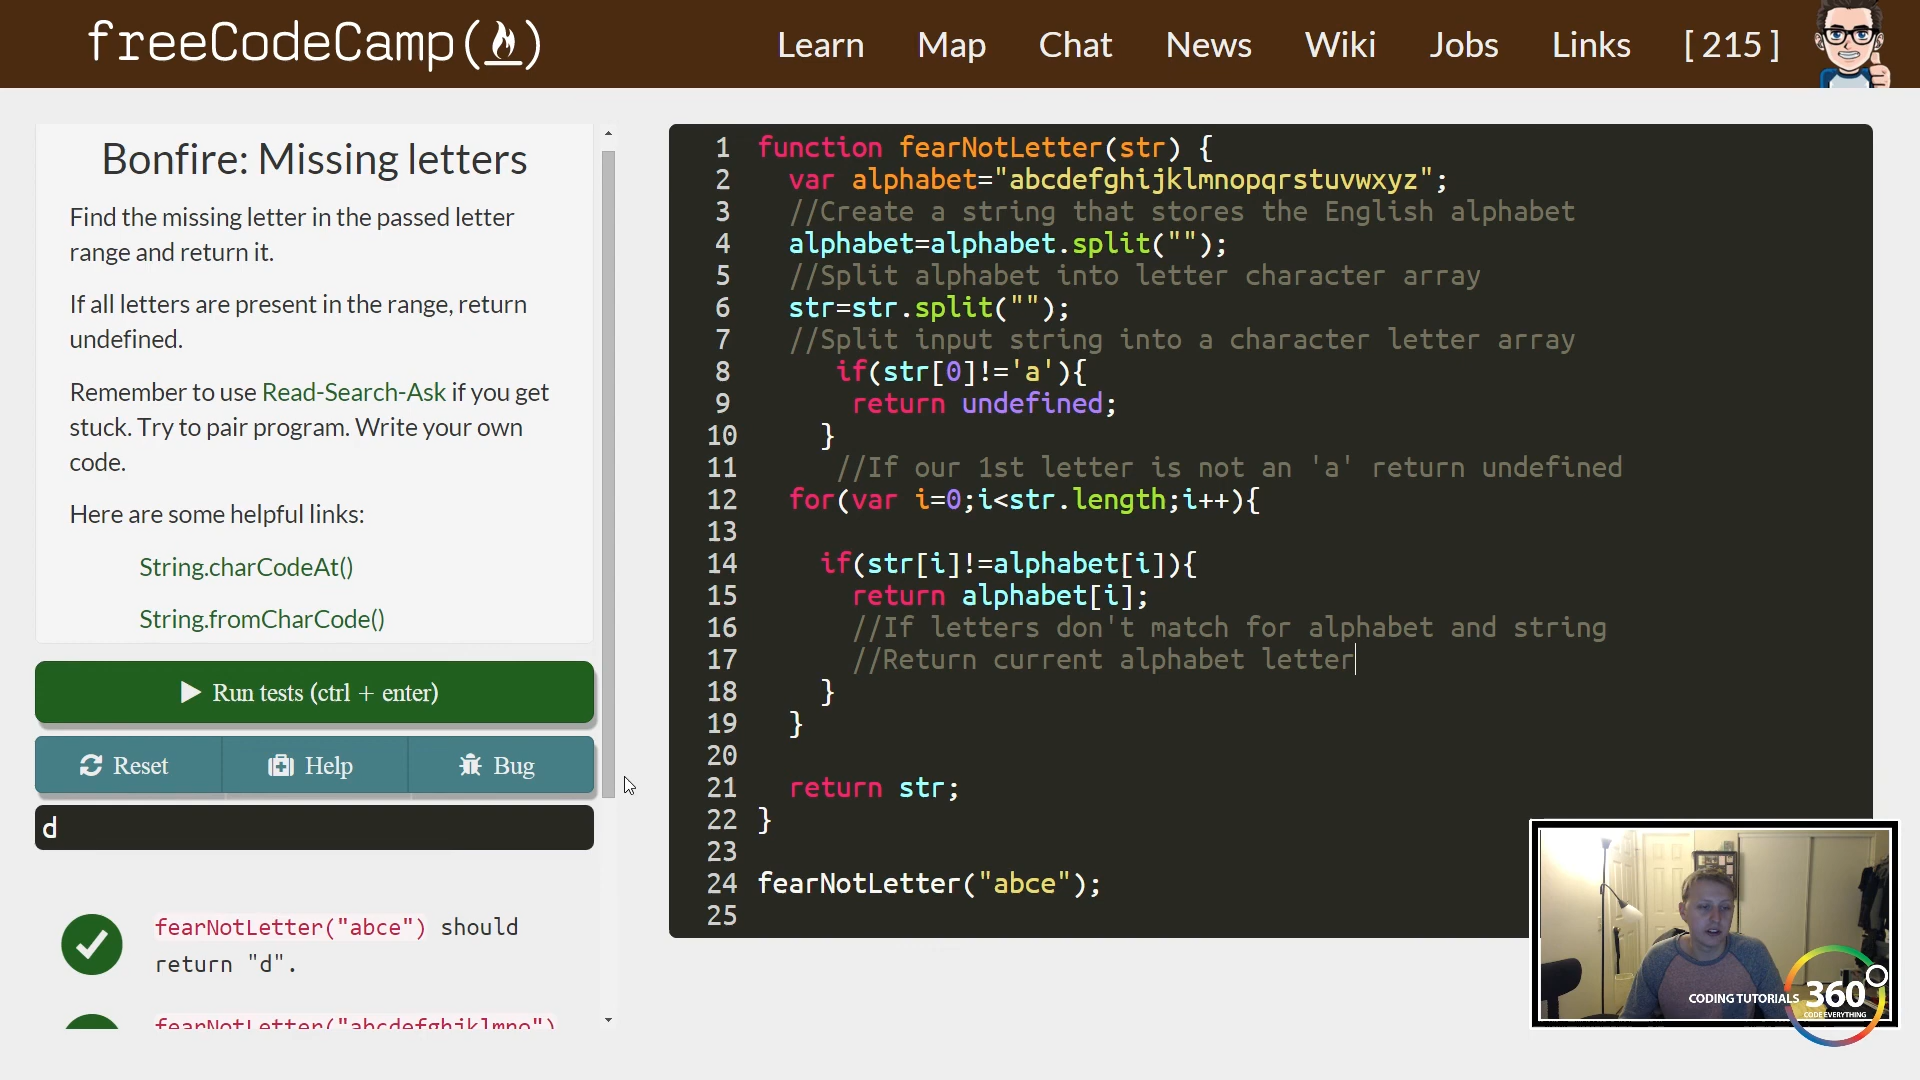 freeCodeCamp(🔥)
Learn Map Chat News Wiki Jobs Links [ 215 ]
Bonfire: Missing letters
Find the missing letter in the passed letter
range and return it.
If all letters are present in the range, return
undefined.
Remember to use Read-Search-Ask if you get
stuck. Try to pair program. Write your own
code.
Here are some helpful links:
String.charCodeAt()
String.fromCharCode()
Run tests (ctrl + enter)
Reset Help Bug
d
fearNotLetter("abce") should
return "d".
fearNotLetter("abcdefghjklmno")
1 function fearNotLetter(str) {
2   var alphabet="abcdefghijklmnopqrstuvwxyz";
3   //Create a string that stores the English alphabet
4   alphabet=alphabet.split("");
5   //Split alphabet into letter character array
6   str=str.split("");
7   //Split input string into a character letter array
8      if(str[0]!='a'){
9       return undefined;
10     }
11      //If our 1st letter is not an 'a' return undefined
12   for(var i=0;i<str.length;i++){
13
14     if(str[i]!=alphabet[i]){
15       return alphabet[i];
16       //If letters don't match for alphabet and string
17       //Return current alphabet letter
18     }
19   }
20
21   return str;
22 }
23
24 fearNotLetter("abce");
25
CODING TUTORIALS 360
CODE EVERYTHING